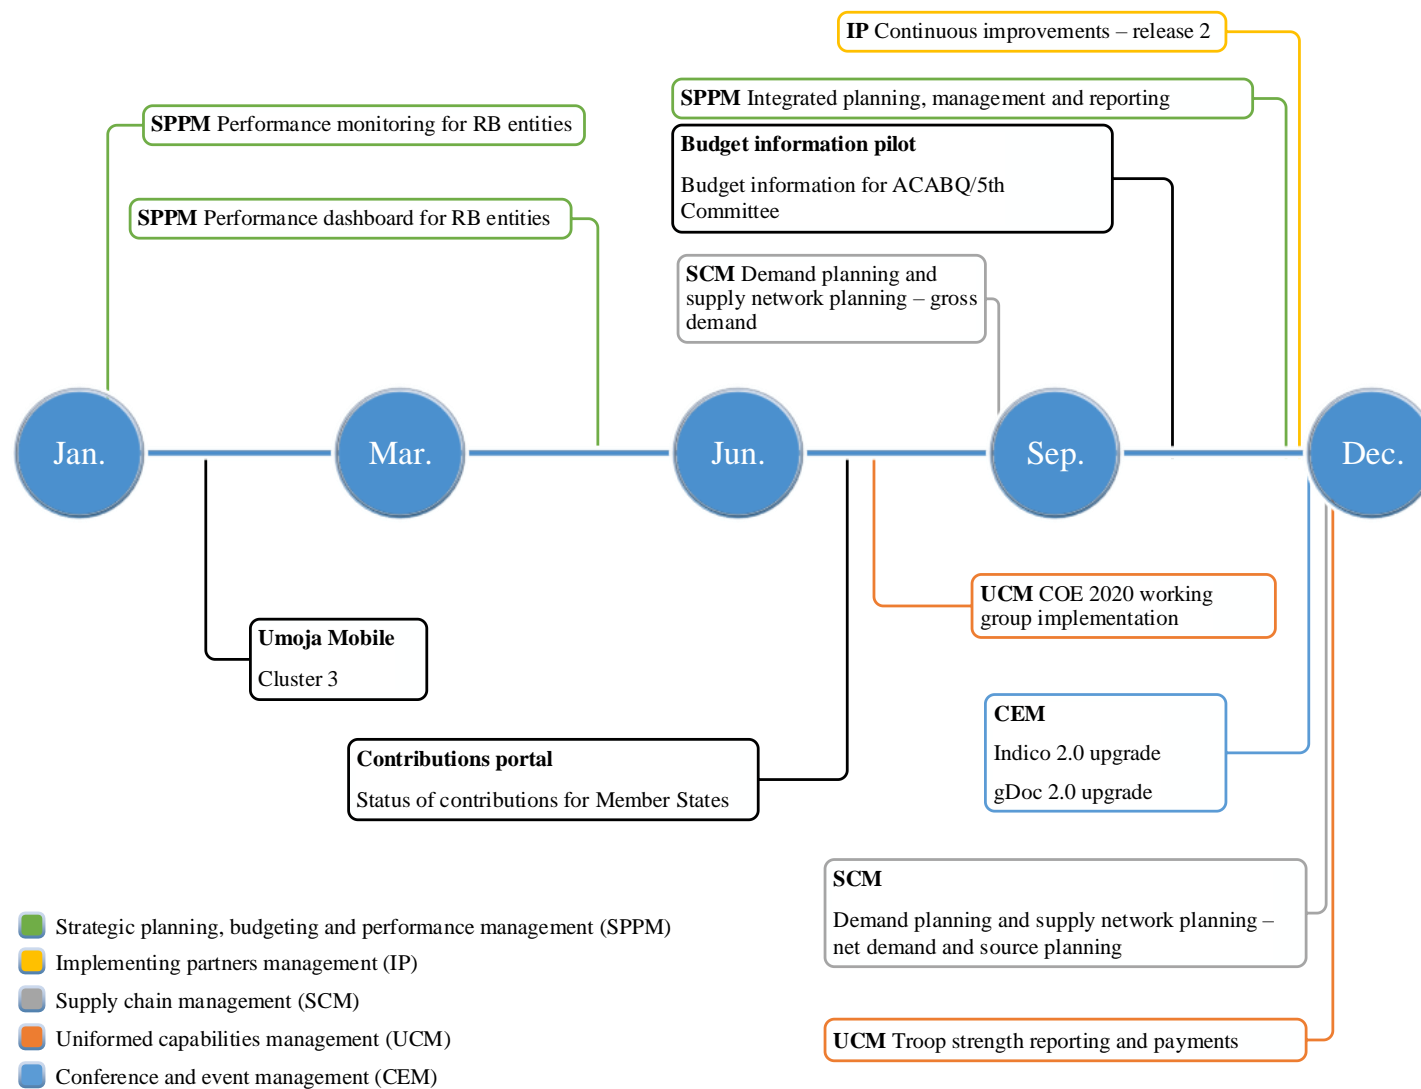 IP Continuous improvements – release 2
SPPM Integrated planning, management and reporting
SPPM Performance monitoring for RB entities
Budget information pilot
Budget information for ACABQ/5th
Committee
SPPM Performance dashboard for RB entities
SCM Demand planning and
supply network planning – gross
demand
Jan.
Mar.
Jun.
Sep.
Dec.
UCM COE 2020 working
group implementation
Umoja Mobile
Cluster 3
CEM
Indico 2.0 upgrade
gDoc 2.0 upgrade
Contributions portal
Status of contributions for Member States
SCM
Demand planning and supply network planning –
net demand and source planning
UCM Troop strength reporting and payments
Strategic planning, budgeting and performance management (SPPM)
Implementing partners management (IP)
Supply chain management (SCM)
Uniformed capabilities management (UCM)
Conference and event management (CEM)